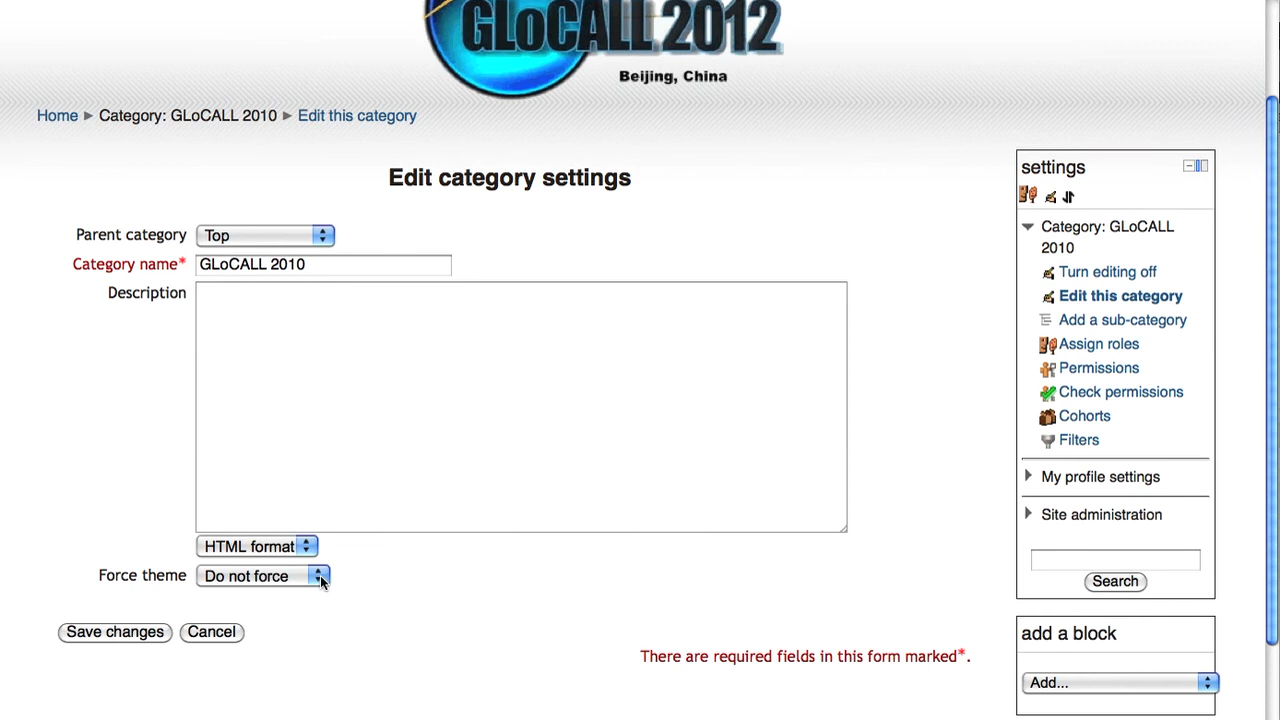 GLoCALL 2012
Beijing, China
Home ► Category: GLoCALL 2010 ► Edit this category
Edit category settings
Parent category Top
Category name* GLoCALL 2010
Description
HTML format
Force theme Do not force
Save changes Cancel
There are required fields in this form marked*.
settings
Category: GLoCALL
2010
Turn editing off
Edit this category
Add a sub-category
Assign roles
Permissions
Check permissions
Cohorts
Filters
My profile settings
Site administration
Search
add a block
Add...